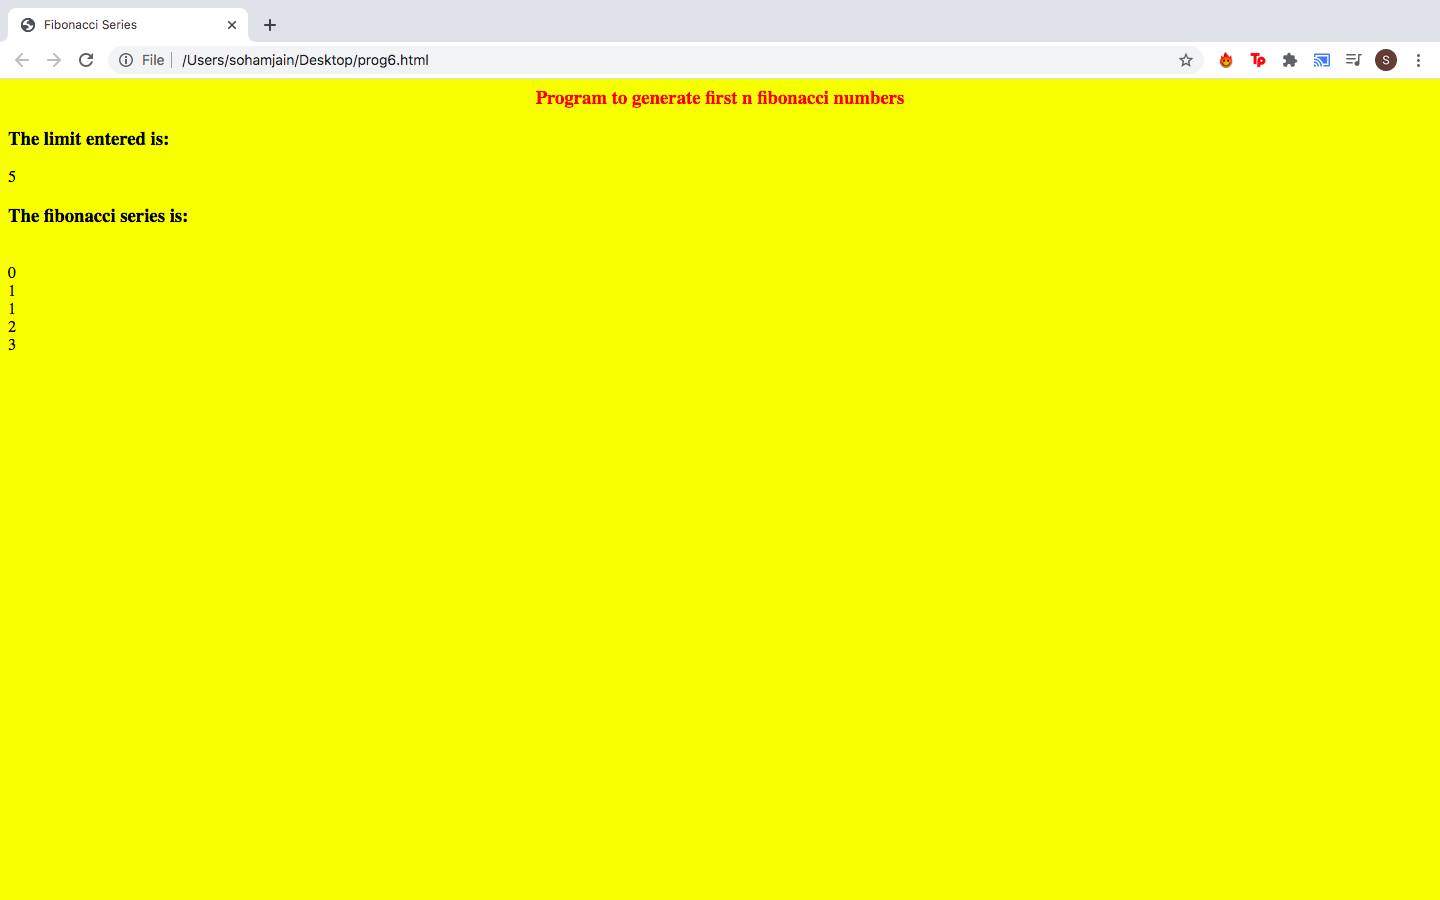 Fibonacci Series
File /Users/sohamjain/Desktop/prog6.html
Tp
S
Program to generate first n fibonacci numbers
The limit entered is:
5
The fibonacci series is:
0
1
1
2
3